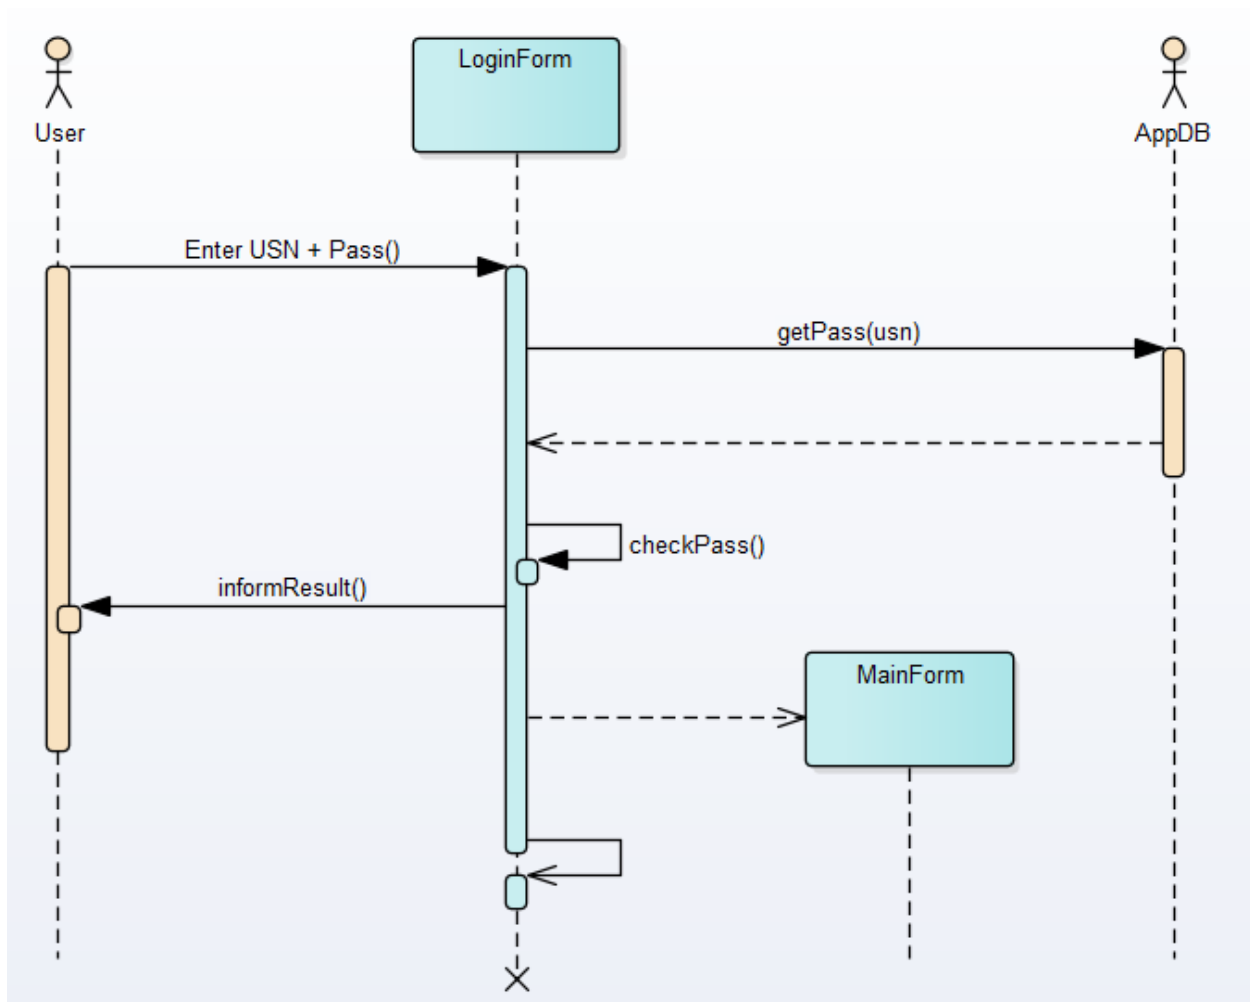 LoginForm
User
AppDB
Enter USN + Pass()
getPass(usn)
checkPass()
informResult()
MainForm